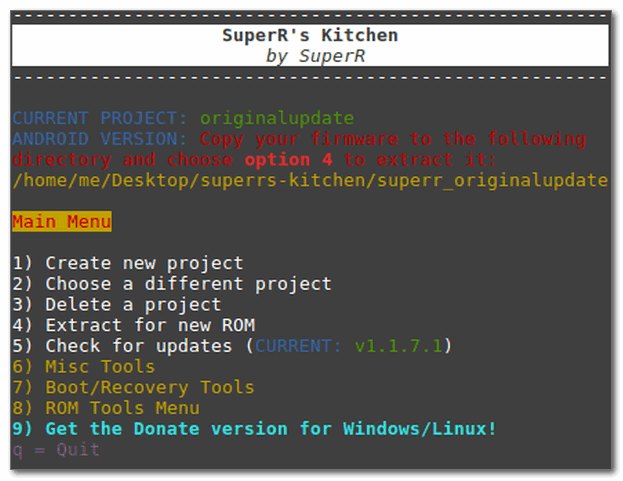 SuperR's Kitchen
by SuperR
CURRENT PROJECT: originalupdate
ANDROID VERSION: Copy your firmware to the following
directory and choose option 4 to extract it:
/home/me/Desktop/superrs-kitchen/superr_originalupdate
Main Menu
1) Create new project
2) Choose a different project
3) Delete a project
4) Extract for new ROM
5) Check for updates (CURRENT: v1.1.7.1)
6) Misc Tools
7) Boot/Recovery Tools
8) ROM Tools Menu
9) Get the Donate version for Windows/Linux!
q = Quit